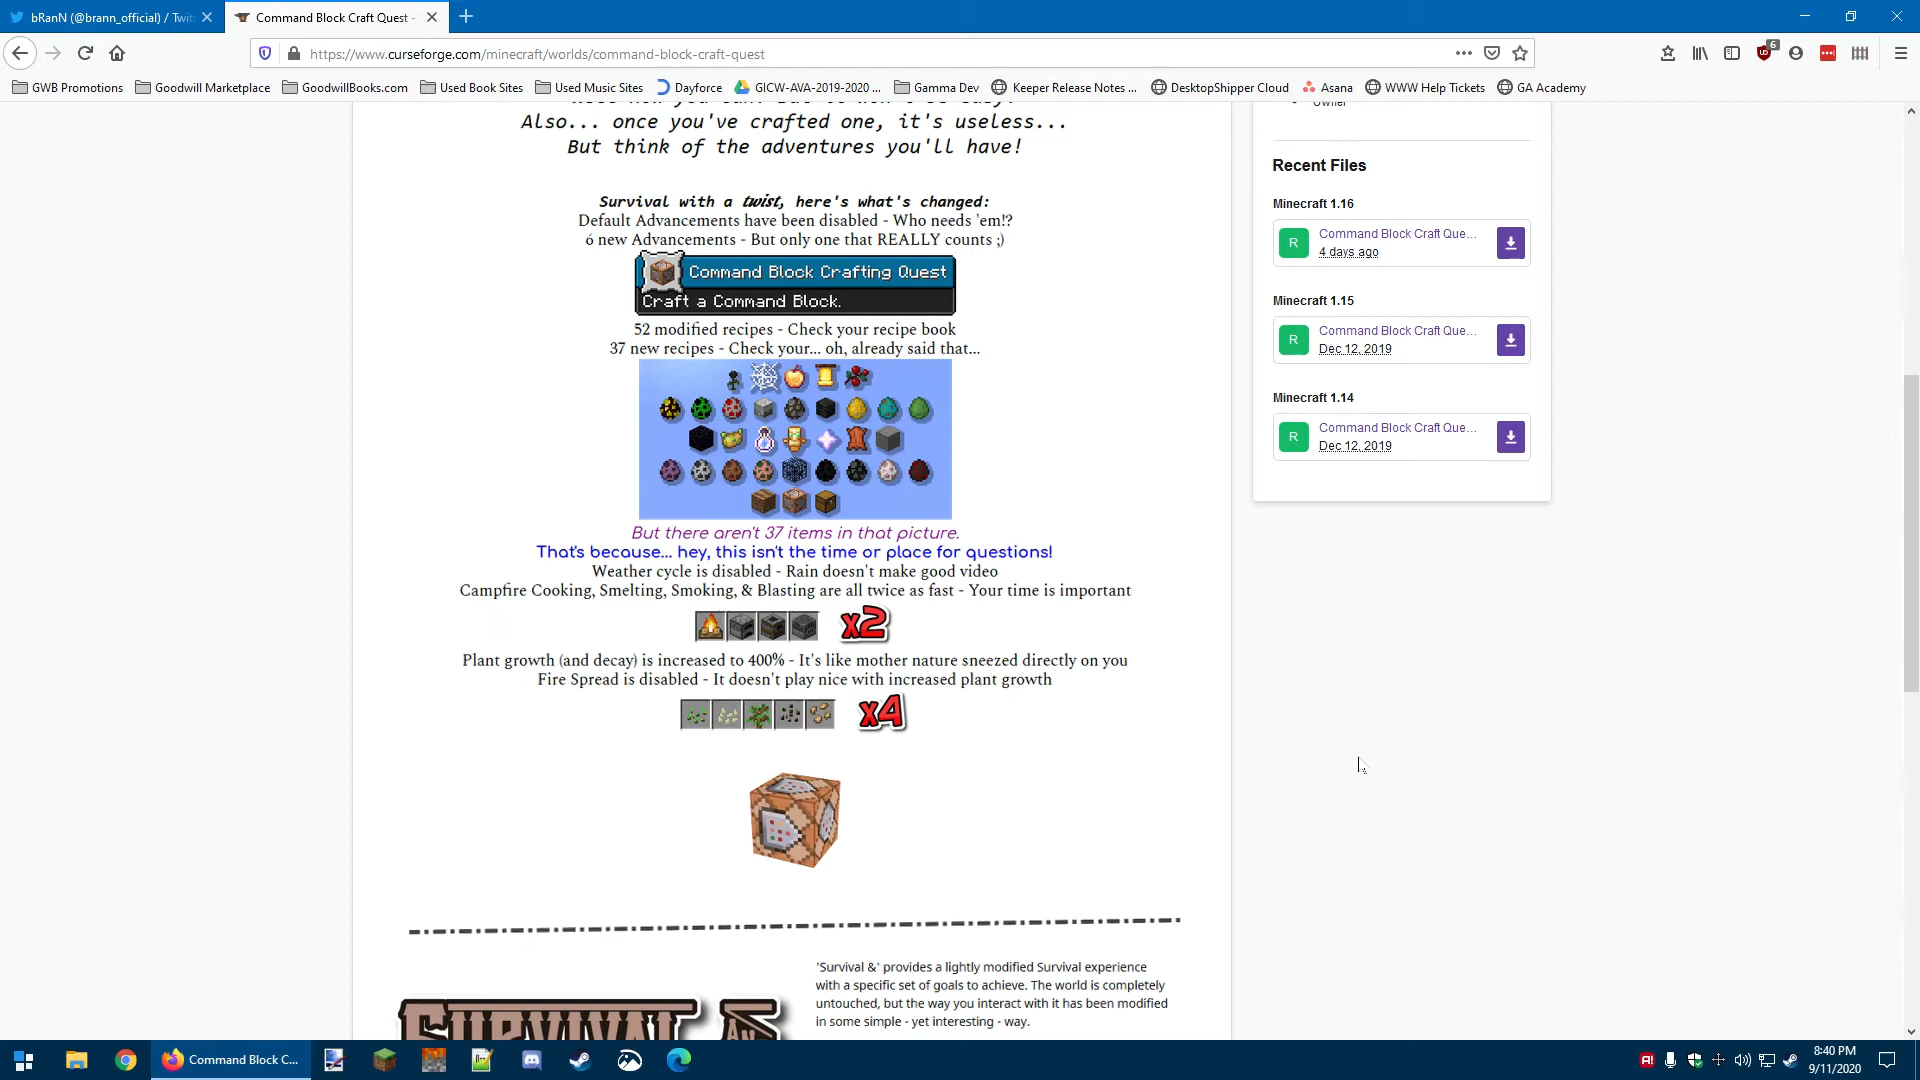 bRanN (@brann_official) / Twit
Command Block Craft Quest -
https://www.curseforge.com/minecraft/worlds/command-block-craft-quest
6
GWB Promotions
Goodwill Marketplace
GoodwillBooks.com
Used Book Sites
Used Music Sites
Dayforce
GICW-AVA-2019-2020 ...
Gamma Dev
Keeper Release Notes ...
DesktopShipper Cloud
Asana
WWW Help Tickets
GA Academy
Also... once you've crafted one, it's useless...
But think of the adventures you'll have!
Survival with a twist, here's what's changed:
Default Advancements have been disabled - Who needs 'em!?
6 new Advancements - But only one that REALLY counts ;)
Command Block Crafting Quest
Craft a Command Block.
52 modified recipes - Check your recipe book
37 new recipes - Check your... oh, already said that...
But there aren't 37 items in that picture.
That's because... hey, this isn't the time or place for questions!
Weather cycle is disabled - Rain doesn't make good video
Campfire Cooking, Smelting, Smoking, & Blasting are all twice as fast - Your time is important
x2
Plant growth (and decay) is increased to 400% - It's like mother nature sneezed directly on you
Fire Spread is disabled - It doesn't play nice with increased plant growth
x4
'Survival &' provides a lightly modified Survival experience
with a specific set of goals to achieve. The world is completely
untouched, but the way you interact with it has been modified
in some simple - yet interesting - way.
SURVIVAL
Owner
Recent Files
Minecraft 1.16
R
Command Block Craft Que...
4 days ago
Minecraft 1.15
R
Command Block Craft Que...
Dec 12, 2019
Minecraft 1.14
R
Command Block Craft Que...
Dec 12, 2019
Command Block C...
8:40 PM
9/11/2020